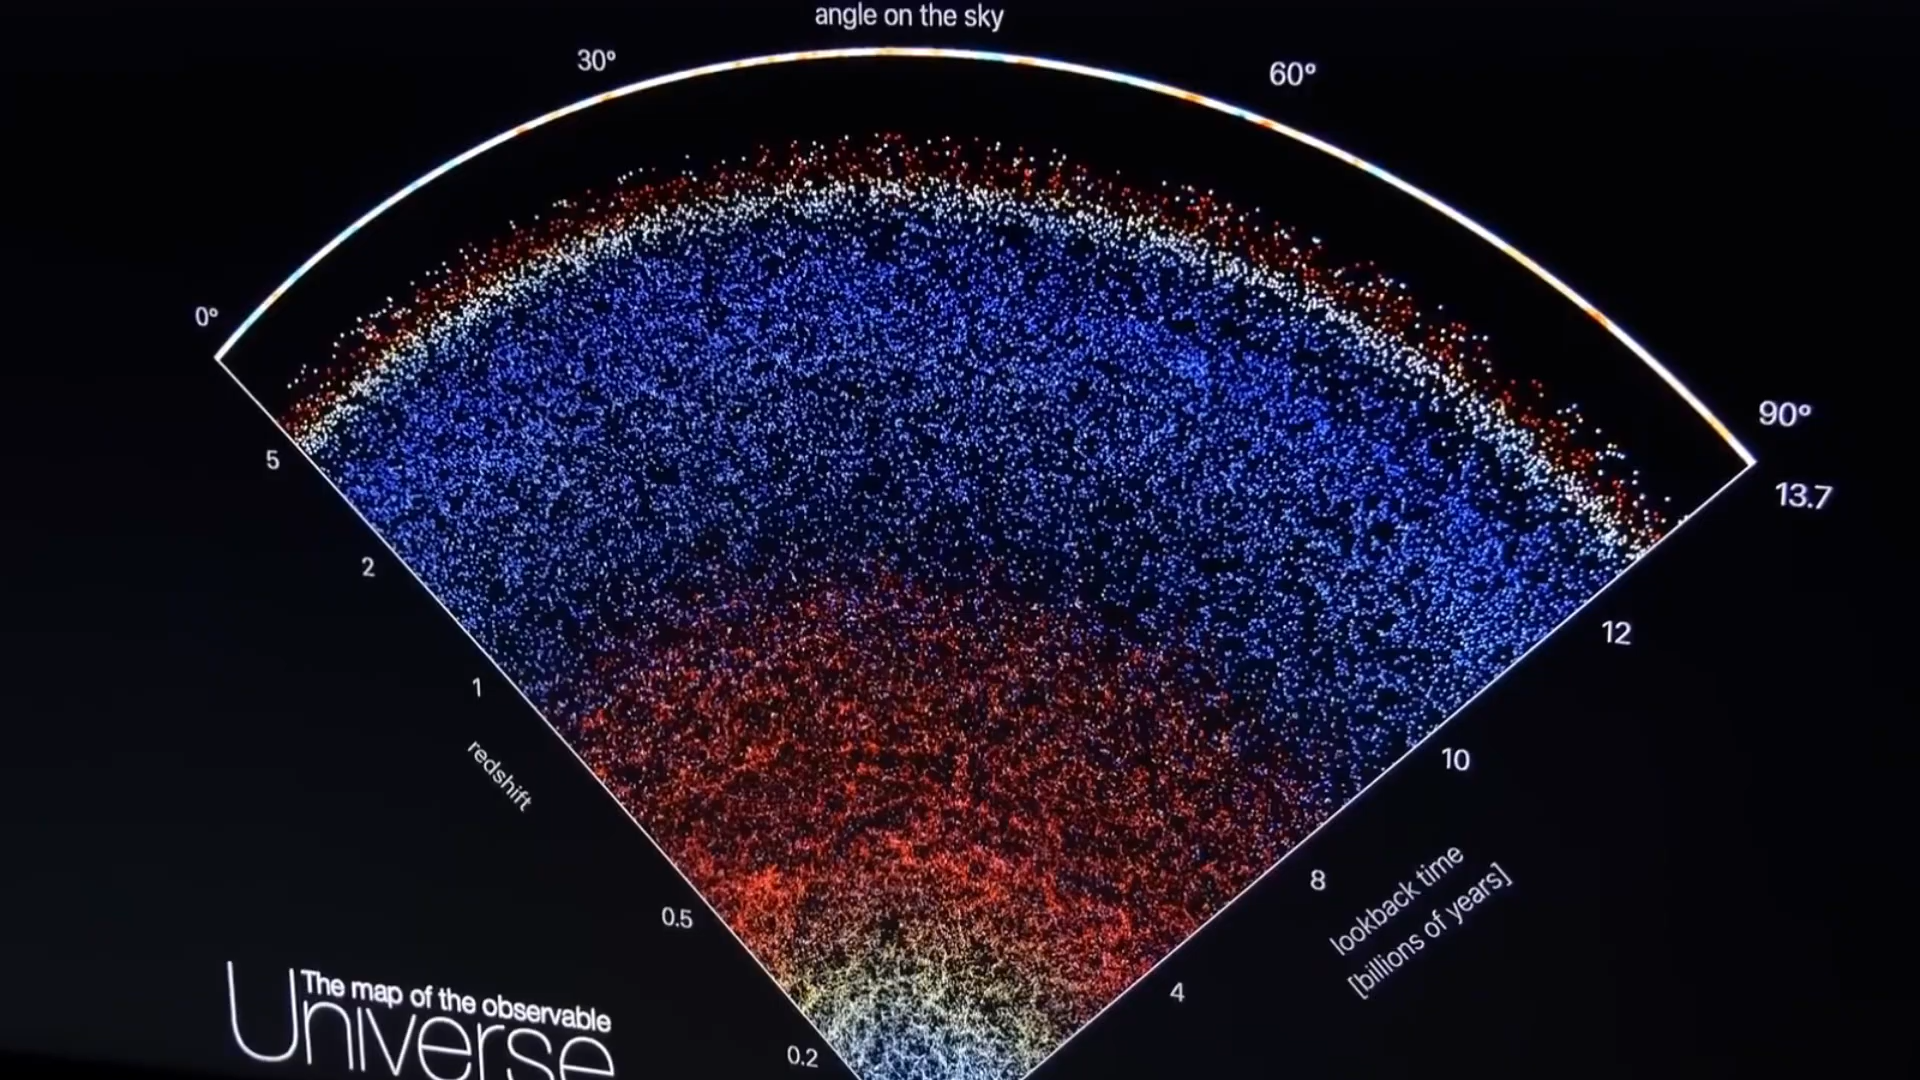 angle on the sky
30°
60°
0°
90°
13.7
5
2
12
1
10
redshift
8
lookback time
[billions of years]
0.5
4
The map of the observable
Universe
0.2